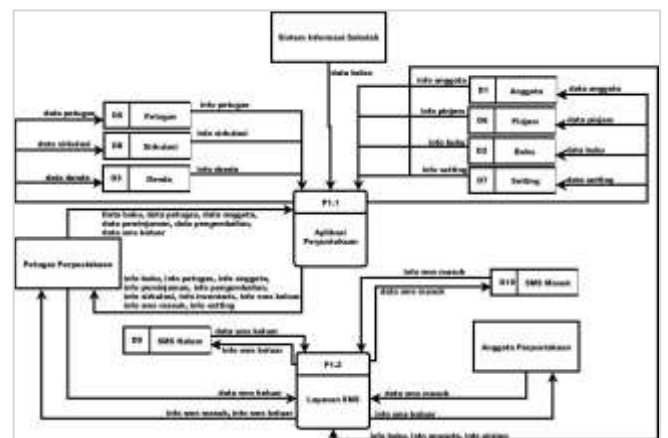 Sistem Informasi Sekolah
data kelas
info anggota
D1 Anggota
data anggota
info petugas
data petugas
D5 Petugas
D6 Pinjam
info pinjam
data pinjam
info sirkulasi
data sirkulasi
Sirkulasi
info buku
D2 Buku
data buku
info denda
data denda
D3 Denda
info setting
D7 Setting
data setting
P1.1
Aplikasi
Perpustakaan
Data buku, data petugas, data anggota,
data peminjaman, data pengembalian,
data sms keluar
Petugas Perpustakaan
info buku, info petugas, info anggota,
info peminjaman, info pengembalian,
info sirkulasi, info inventaris, info sms keluar
info sms masuk, info setting
info sms masuk
D10 SMS Masuk
data sms masuk
data sms keluar
D9 SMS Keluar
info sms keluar
Anggota Perpustakaan
P1.2
Layanan SMS
data sms keluar
data sms masuk
info sms masuk, info sms keluar
info sms keluar
info buku, info anggota, info pinjam